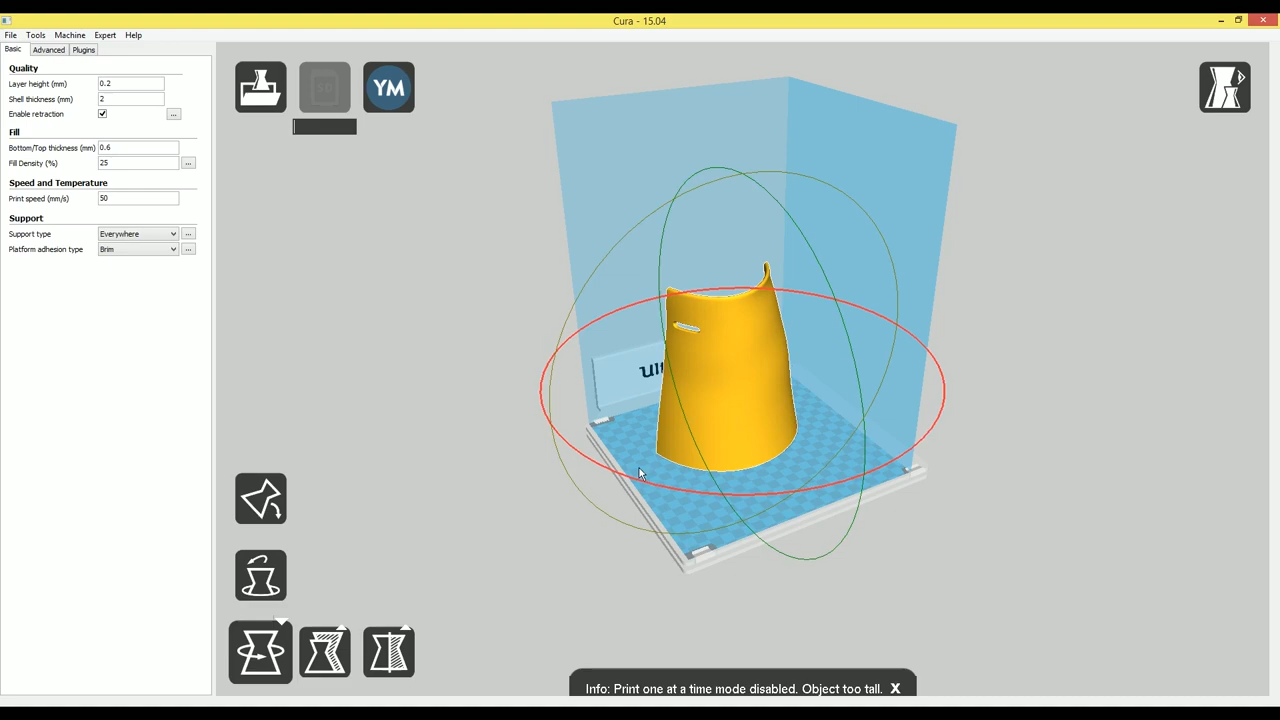 Cura - 15.04
File Tools Machine Expert Help
Basic Advanced Plugins
Quality
Layer height (mm) 0.2
Shell thickness (mm) 2
Enable retraction ...
Fill
Bottom/Top thickness (mm) 0.6
Fill Density (%) 25 ...
Speed and Temperature
Print speed (mm/s) 50
Support
Support type Everywhere ...
Platform adhesion type Brim ...
SD
YM
Info: Print one at a time mode disabled. Object too tall. X